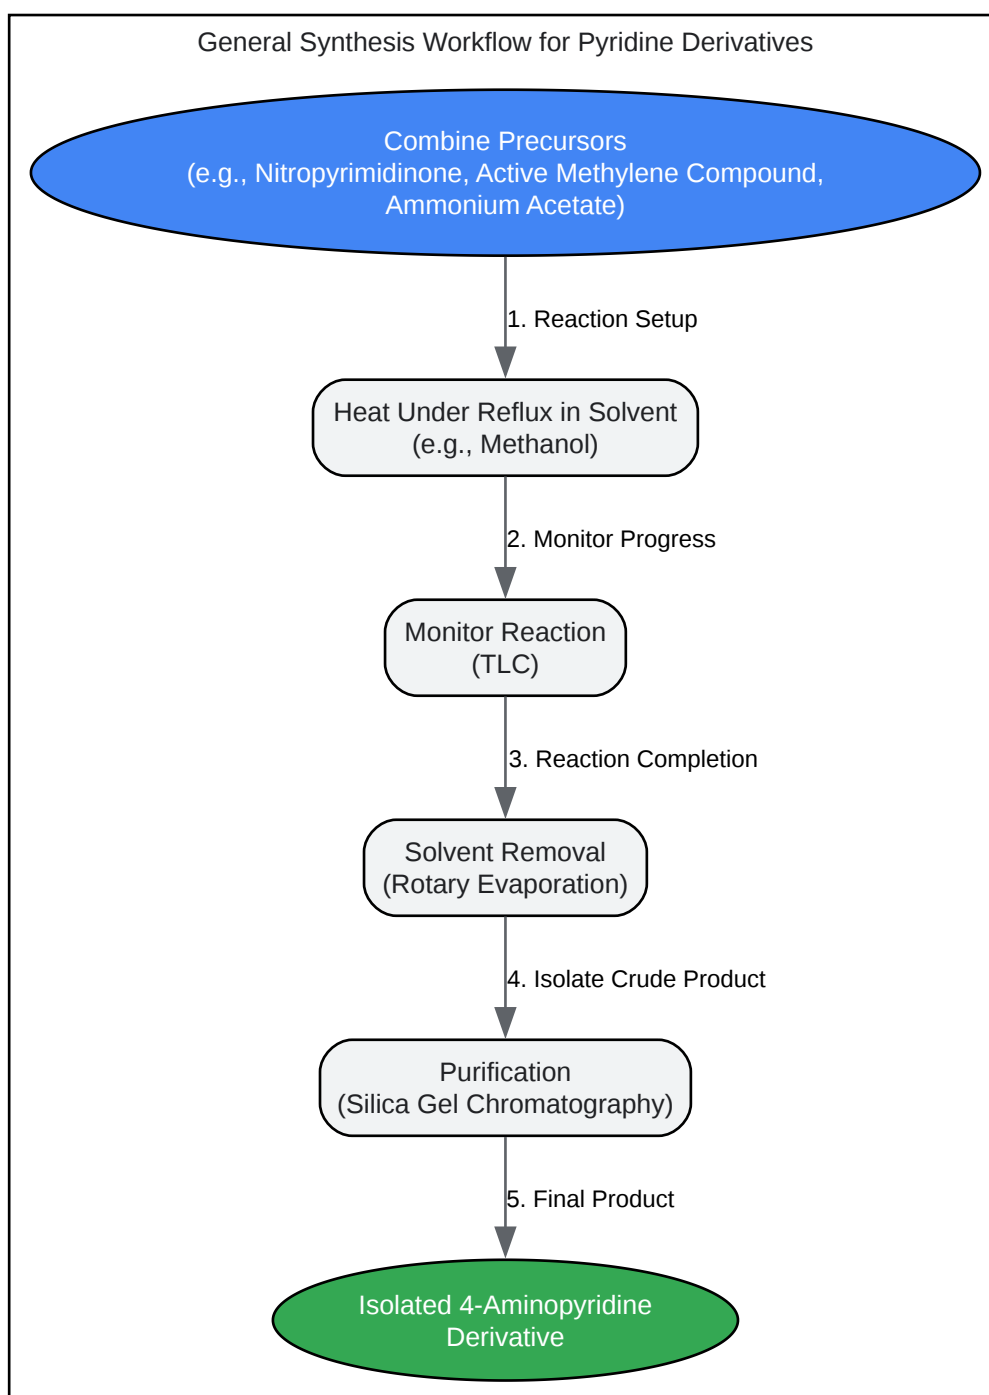 General Synthesis Workflow for Pyridine Derivatives
Combine Precursors
(e.g., Nitropyrimidinone, Active Methylene Compound,
Ammonium Acetate)
1. Reaction Setup
Heat Under Reflux in Solvent
(e.g., Methanol)
2. Monitor Progress
Monitor Reaction
(TLC)
3. Reaction Completion
Solvent Removal
(Rotary Evaporation)
4. Isolate Crude Product
Purification
(Silica Gel Chromatography)
5. Final Product
Isolated 4-Aminopyridine
Derivative